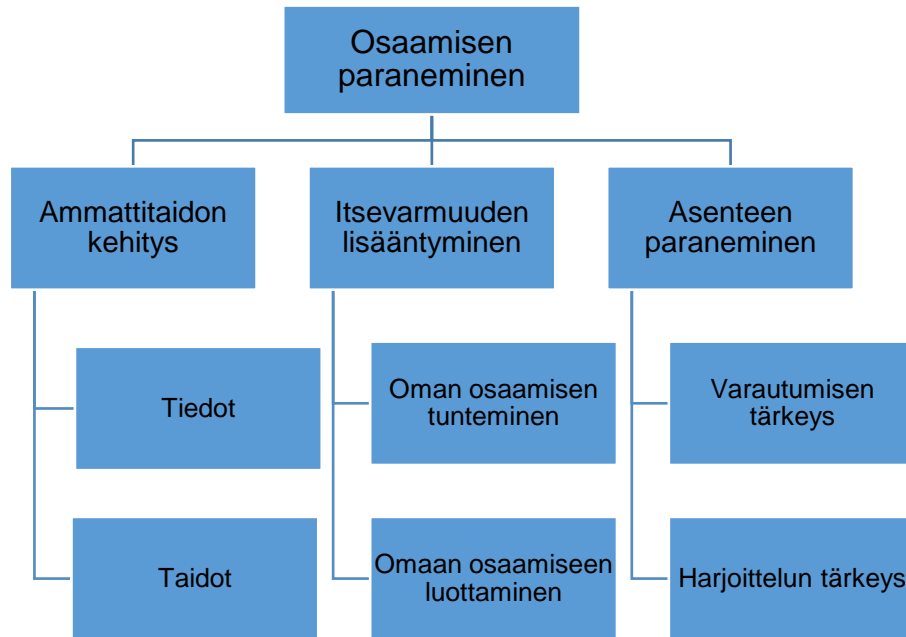 Osaamisen
paraneminen
Ammattitaidon
kehitys
Itsevarmuuden
lisääntyminen
Asenteen
paraneminen
Tiedot
Oman osaamisen
tunteminen
Varautumisen
tärkeys
Taidot
Omaan osaamiseen
luottaminen
Harjoittelun tärkeys